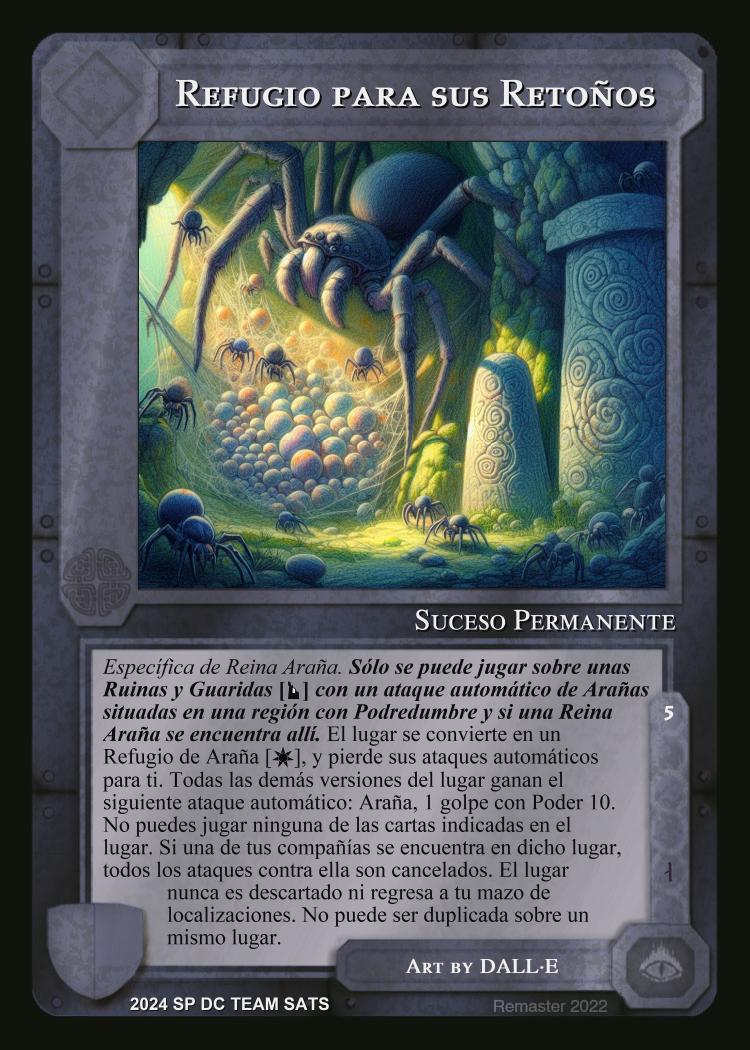 Refugio para sus Retoños
Suceso Permanente
Específica de Reina Araña. Sólo se puede jugar sobre unas
Ruinas y Guaridas [] con un ataque automático de Arañas
situadas en una región con Podredumbre y si una Reina
Araña se encuentra allí. El lugar se convierte en un
Refugio de Araña [], y pierde sus ataques automáticos
para ti. Todas las demás versiones del lugar ganan el
siguiente ataque automático: Araña, 1 golpe con Poder 10.
No puedes jugar ninguna de las cartas indicadas en el
lugar. Si una de tus compañías se encuentra en dicho lugar,
todos los ataques contra ella son cancelados. El lugar
nunca es descartado ni regresa a tu mazo de
localizaciones. No puede ser duplicada sobre un
mismo lugar.
5
Art by DALL·E
2024 SP DC TEAM SATS
Remaster 2022